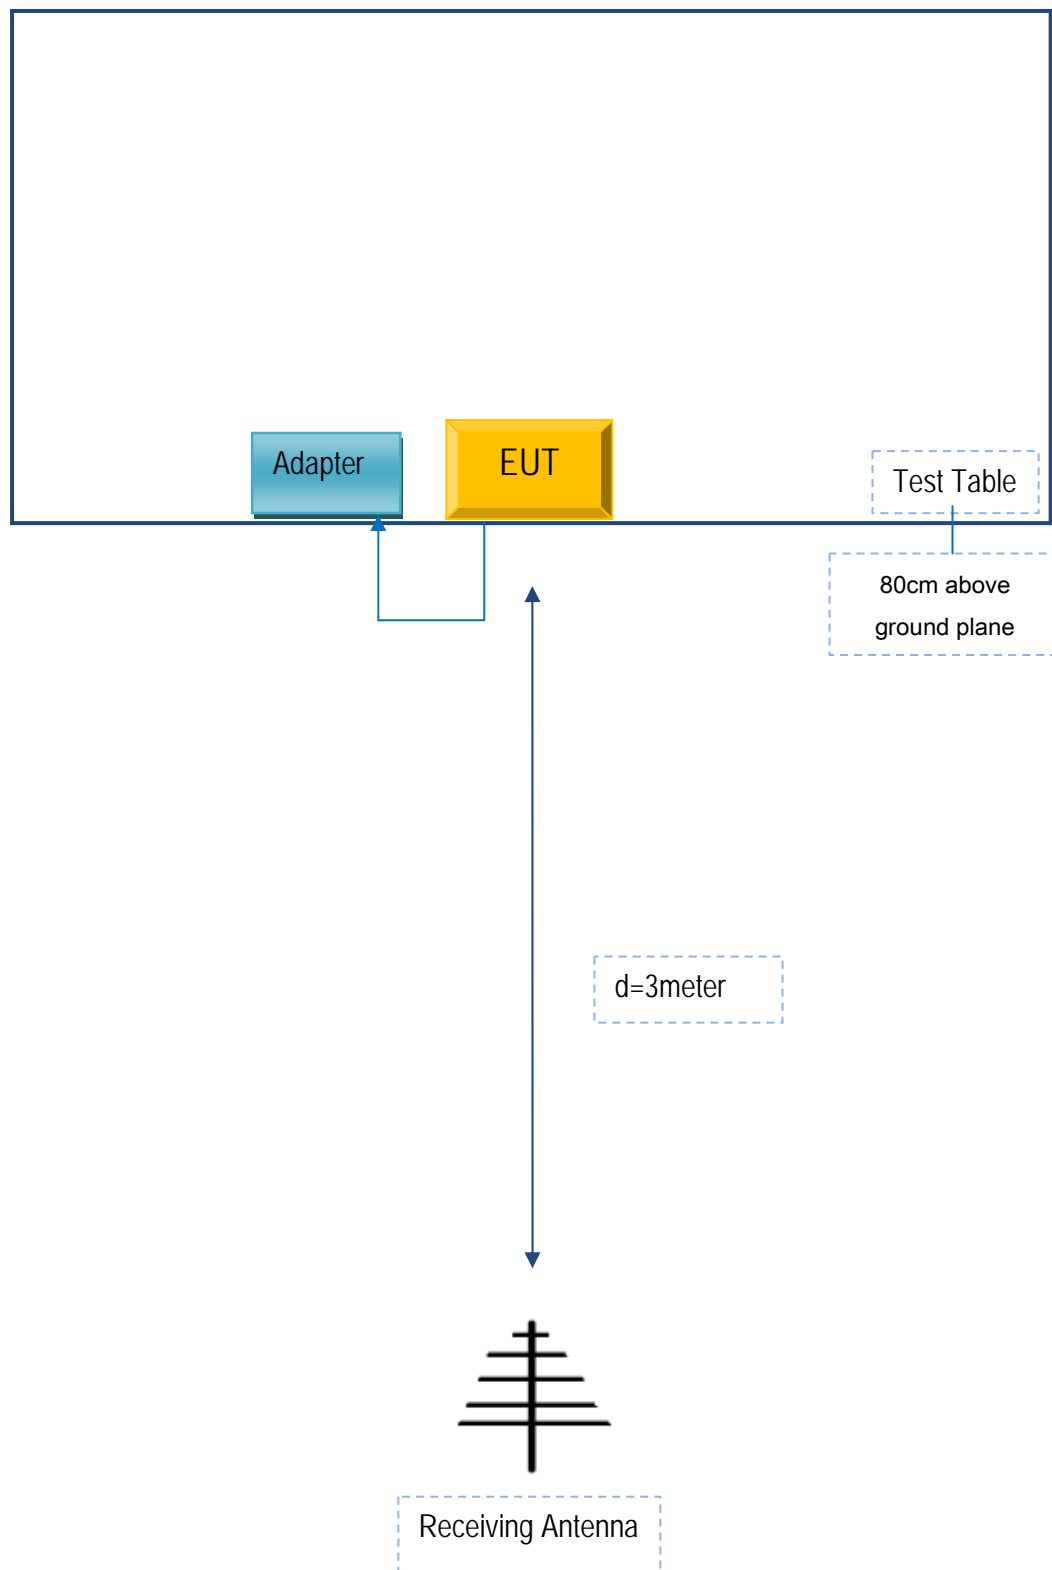 Adapter
EUT
Test Table
80cm above
ground plane
d=3meter
Receiving Antenna